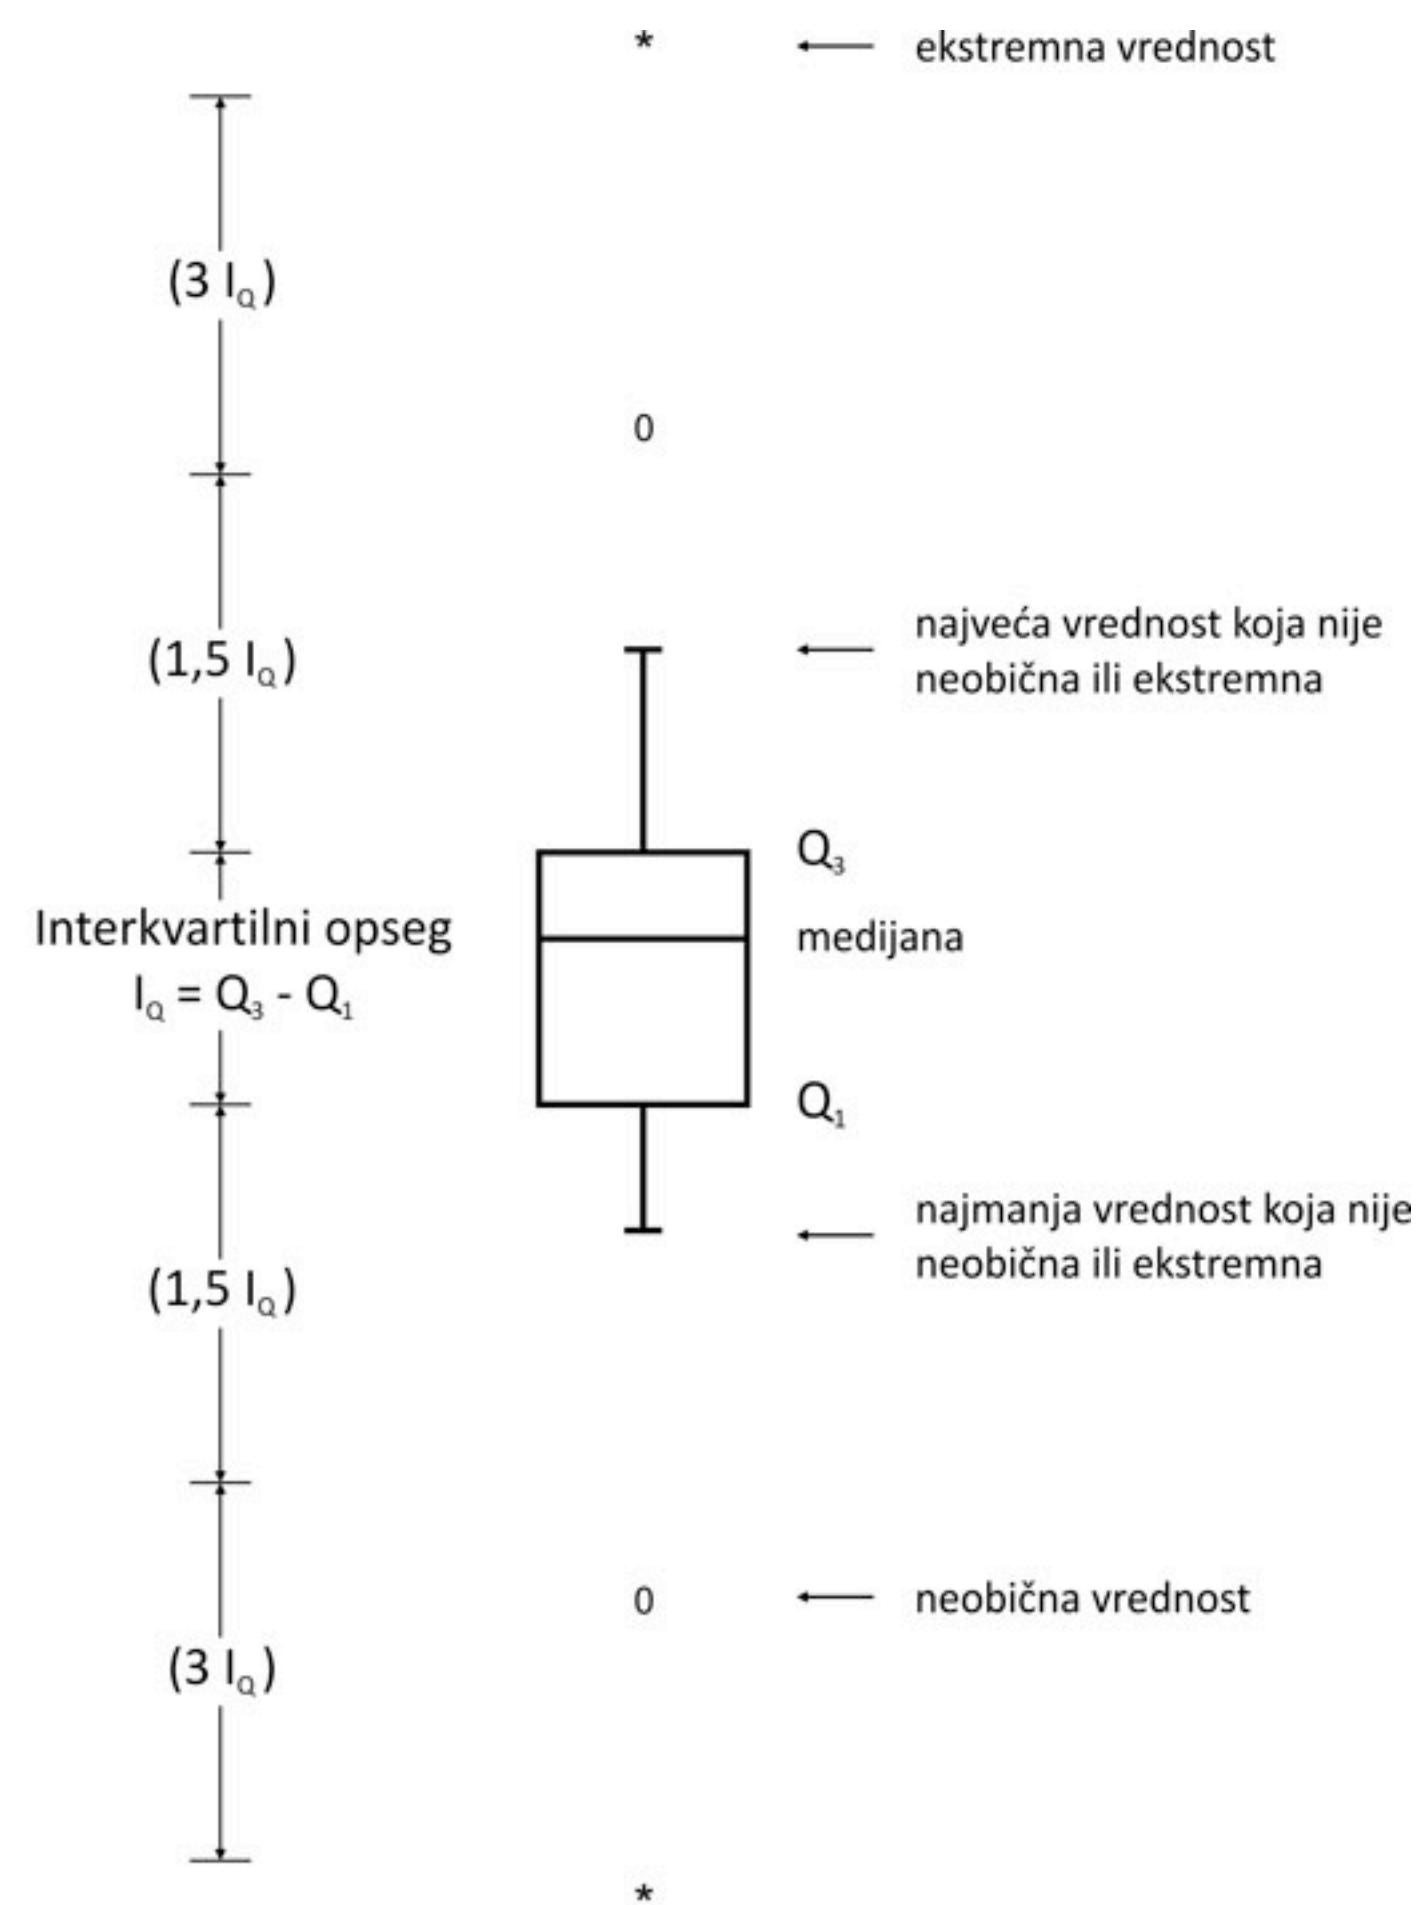 * ekstremna vrednost
(3 I_Q)
0
najveća vrednost koja nije
neobična ili ekstremna
(1,5 I_Q)
Q_3
Interkvartilni opseg
medijana
I_Q = Q_3 - Q_1
Q_1
najmanja vrednost koja nije
neobična ili ekstremna
(1,5 I_Q)
0 neobična vrednost
(3 I_Q)
*